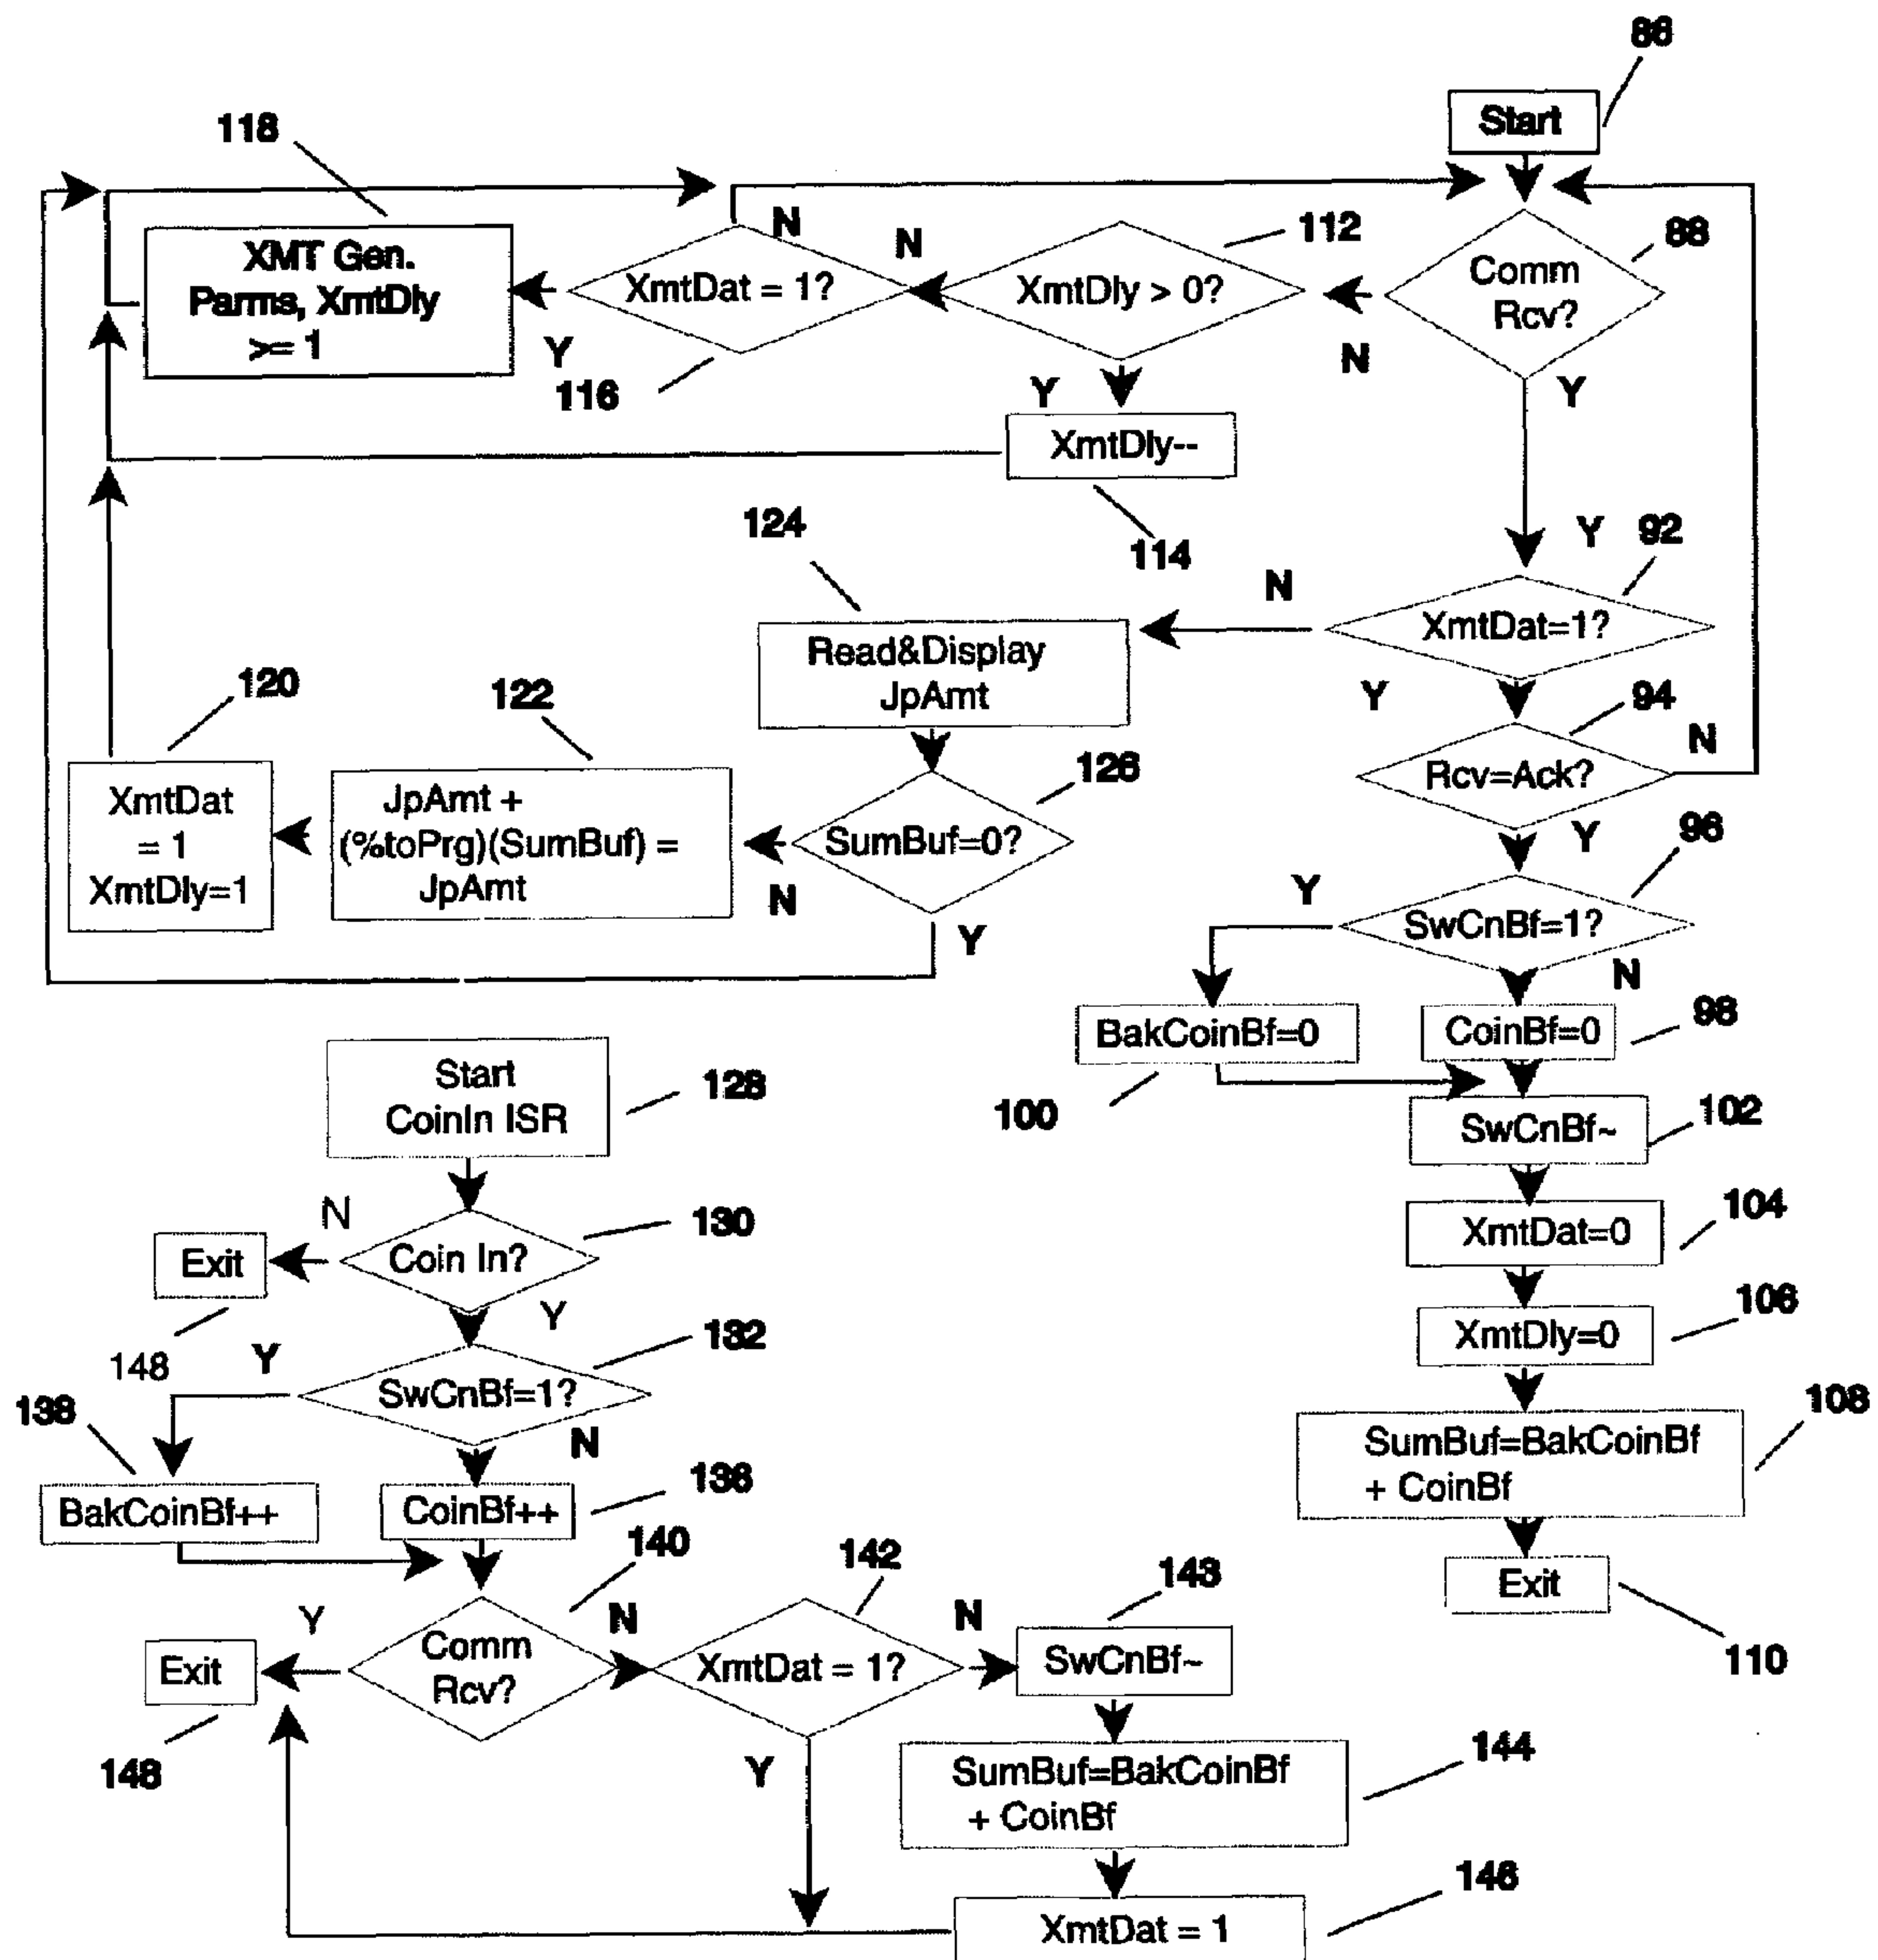 86
Start
118
XMT Gen.
Parms, XmtDly
>= 1
N
XmtDat = 1?
Y
116
N
112
XmtDly > 0?
Y
88
Comm
Rcv?
N
Y
XmtDly--
114
124
N
Y
92
XmtDat=1?
Read&Display
JpAmt
Y
94
Rcv=Ack?
N
Y
120
XmtDat
= 1
XmtDly=1
122
JpAmt +
(%toPrg)(SumBuf) =
JpAmt
126
SumBuf=0?
N
Y
96
Y
SwCnBf=1?
N
BakCoinBf=0
100
CoinBf=0
98
SwCnBf~
102
XmtDat=0
104
XmtDly=0
106
SumBuf=BakCoinBf
+ CoinBf
108
Exit
110
Start
CoinIn ISR
128
N
130
Coin In?
Exit
148
Y
132
Y
SwCnBf=1?
N
138
BakCoinBf++
CoinBf++
136
140
Y
Comm
Rcv?
N
Exit
148
142
XmtDat = 1?
N
Y
143
SwCnBf~
SumBuf=BakCoinBf
+ CoinBf
144
XmtDat = 1
146